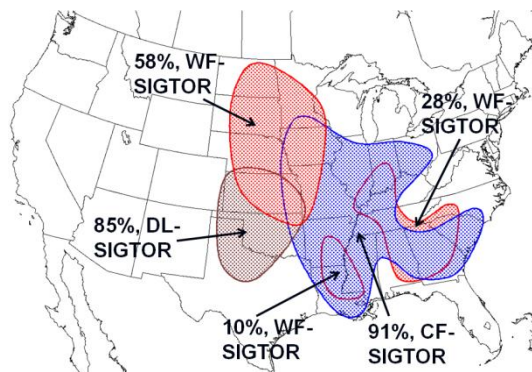 58%, WF-
SIGTOR
28%, WF-
SIGTOR
85%, DL-
SIGTOR
10%, WF-
SIGTOR
91%, CF-
SIGTOR